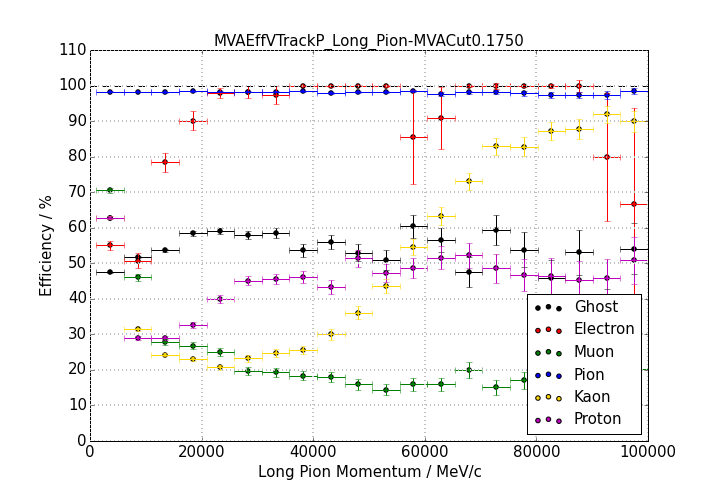 MVAEffVTrackP_Long_Pion-MVACut0.1750
110
100
90
80
70
60
50
40
30
20
10
0
Efficiency / %
Ghost
Electron
Muon
Pion
Kaon
Proton
0 20000 40000 60000 80000 100000
Long Pion Momentum / MeV/c